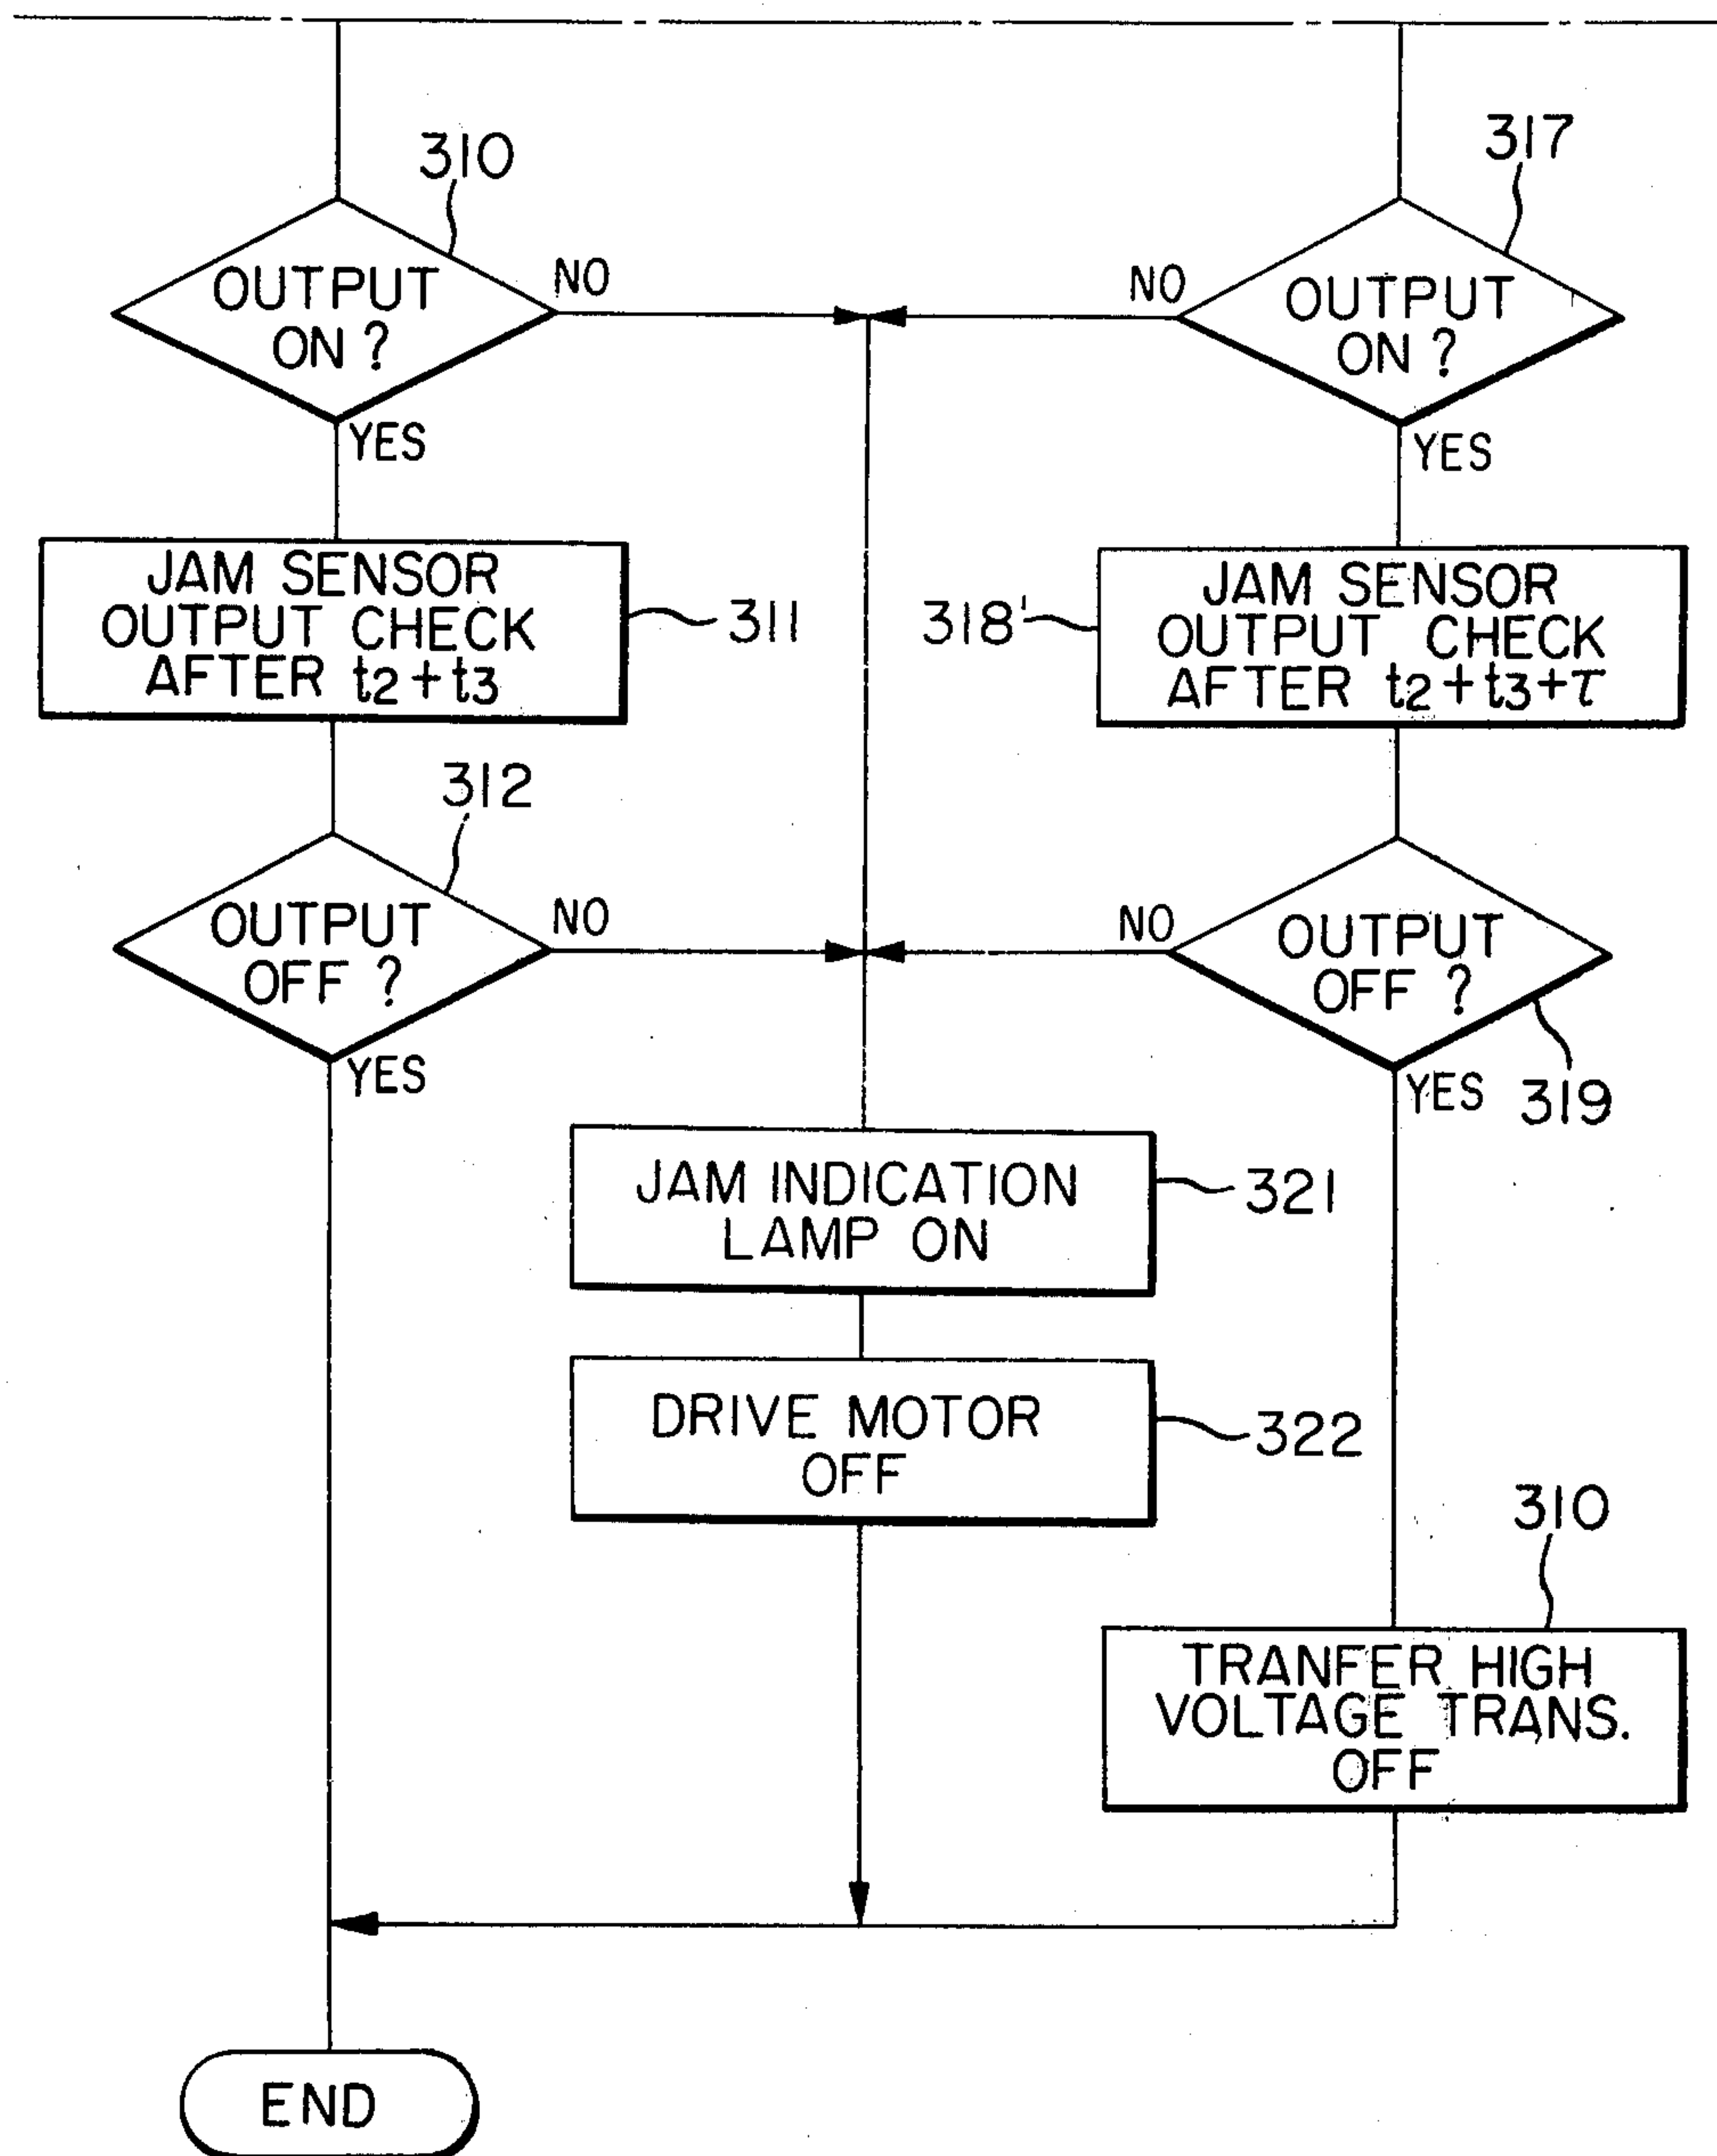 310
317
OUTPUT
ON ?
NO
NO
OUTPUT
ON ?
YES
YES
JAM SENSOR
OUTPUT CHECK
AFTER t2+t3
311
318'
JAM SENSOR
OUTPUT CHECK
AFTER t2+t3+τ
312
OUTPUT
OFF ?
NO
NO
OUTPUT
OFF ?
YES
YES
319
JAM INDICATION
LAMP ON
321
DRIVE MOTOR
OFF
322
310
TRANFER HIGH
VOLTAGE TRANS.
OFF
END